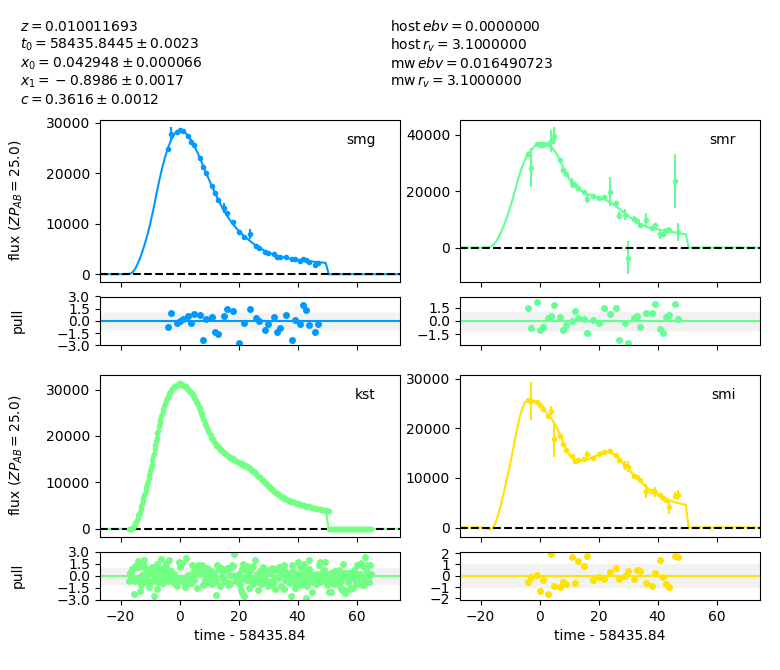 z = 0.010011693
t0 = 58435.8445 ± 0.0023
x0 = 0.042948 ± 0.000066
x1 = −0.8986 ± 0.0017
c = 0.3616 ± 0.0012
host ebv = 0.0000000
host rv = 3.1000000
mw ebv = 0.016490723
mw rv = 3.1000000
flux (ZPAB = 25.0)
30000
20000
10000
0
smg
40000
20000
0
smr
pull
3.0
1.5
0.0
−1.5
−3.0
1.5
0.0
−1.5
flux (ZPAB = 25.0)
30000
20000
10000
0
kst
30000
20000
10000
0
smi
pull
3.0
1.5
0.0
−1.5
−3.0
2
1
0
−1
−2
−20 0 20 40 60
time - 58435.84
−20 0 20 40 60
time - 58435.84